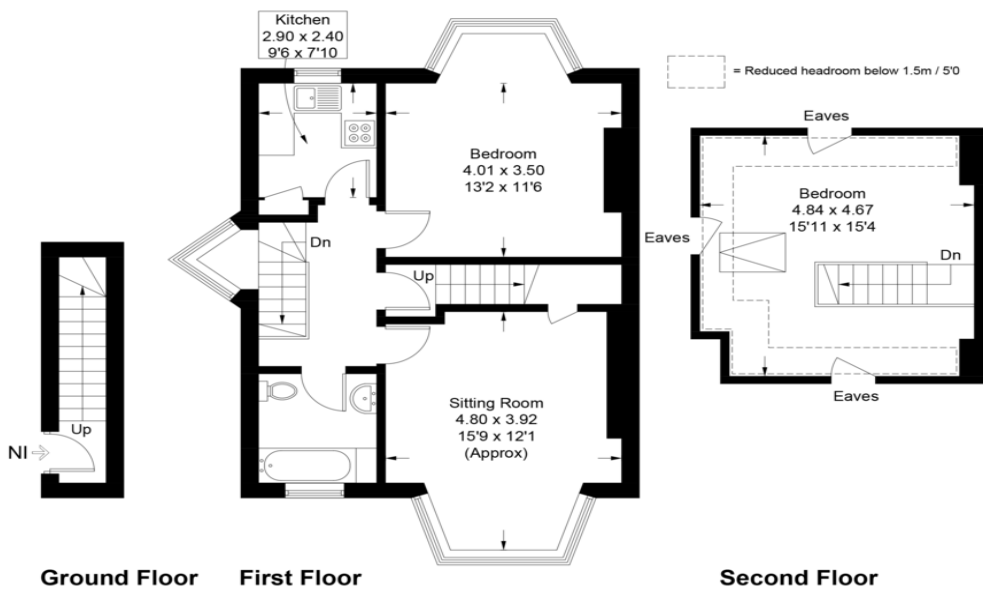 Kitchen
2.90 x 2.40
9'6 x 7'10
= Reduced headroom below 1.5m / 5'0
Eaves
Bedroom
4.01 x 3.50
13'2 x 11'6
Bedroom
4.84 x 4.67
15'11 x 15'4
Eaves
Dn
Dn
Up
Sitting Room
4.80 x 3.92
15'9 x 12'1
(Approx)
Eaves
Up
NI
Ground Floor
First Floor
Second Floor